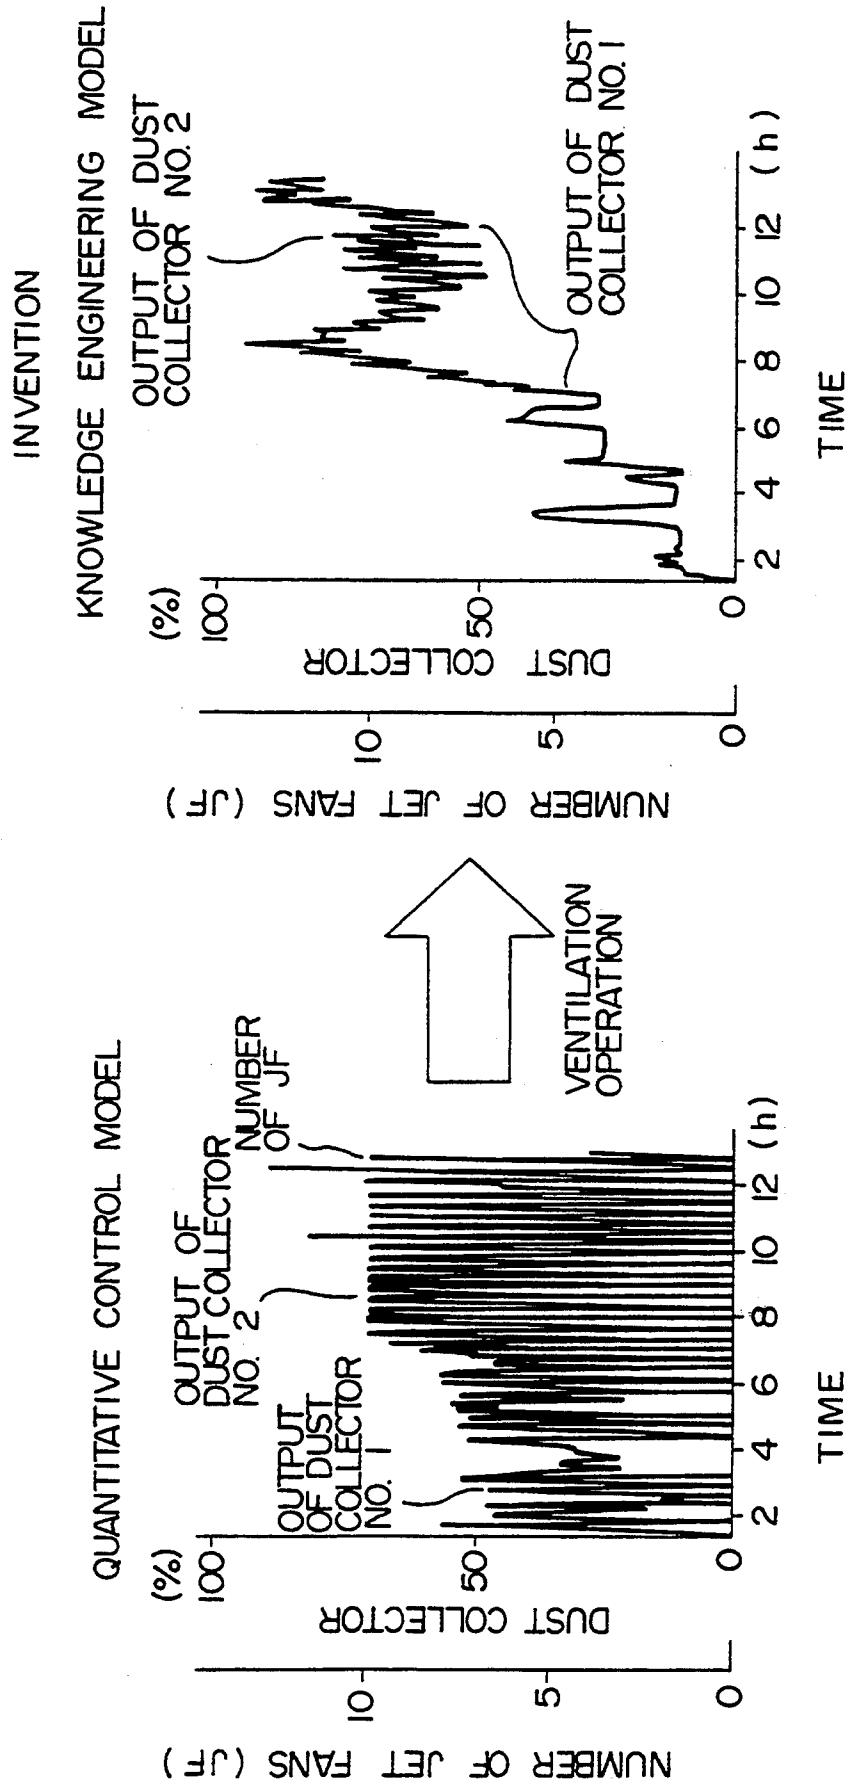 QUANTITATIVE CONTROL MODEL
OUTPUT OF
DUST COLLECTOR
NO. 2
NUMBER
OF JF
OUTPUT
OF DUST
COLLECTOR
NO. 1
(%)
100
50
0
DUST COLLECTOR
10
5
0
NUMBER OF JET FANS (JF)
2 4 6 8 10 12 (h)
TIME
VENTILATION
OPERATION
INVENTION
KNOWLEDGE ENGINEERING MODEL
OUTPUT OF DUST
COLLECTOR NO. 2
OUTPUT OF DUST
COLLECTOR NO. 1
(%)
100
50
0
DUST COLLECTOR
10
5
0
NUMBER OF JET FANS (JF)
2 4 6 8 10 12 (h)
TIME